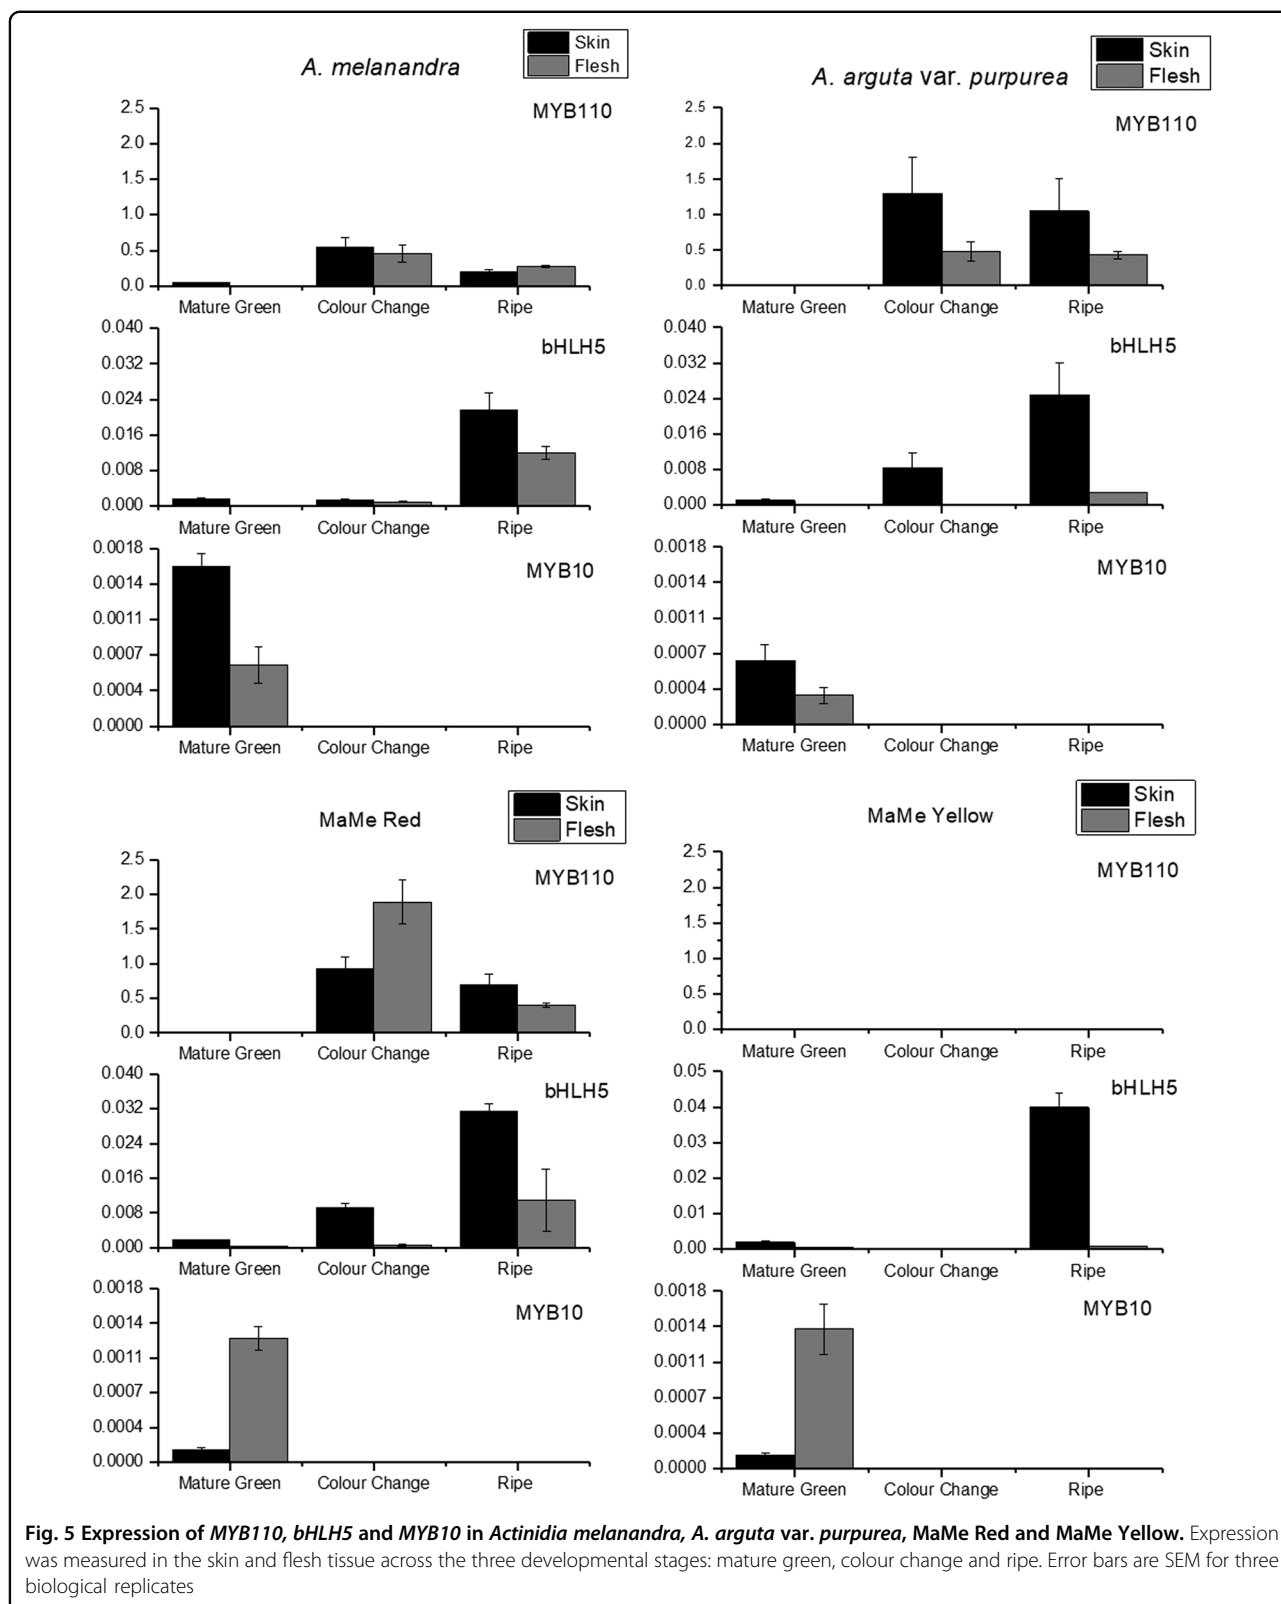 A. melanandra
Skin
Flesh
MYB110
2.5
2.0
1.5
1.0
0.5
0.0
Mature Green Colour Change Ripe
bHLH5
0.040
0.032
0.024
0.016
0.008
0.000
Mature Green Colour Change Ripe
MYB10
0.0018
0.0014
0.0011
0.0007
0.0004
0.0000
Mature Green Colour Change Ripe
A. arguta var. purpurea
Skin
Flesh
MYB110
2.5
2.0
1.5
1.0
0.5
0.0
Mature Green Colour Change Ripe
bHLH5
0.040
0.032
0.024
0.016
0.008
0.000
Mature Green Colour Change Ripe
MYB10
0.0018
0.0014
0.0011
0.0007
0.0004
0.0000
Mature Green Colour Change Ripe
MaMe Red
Skin
Flesh
MYB110
2.5
2.0
1.5
1.0
0.5
0.0
Mature Green Colour Change Ripe
bHLH5
0.040
0.032
0.024
0.016
0.008
0.000
Mature Green Colour Change Ripe
MYB10
0.0018
0.0014
0.0011
0.0007
0.0004
0.0000
Mature Green Colour Change Ripe
MaMe Yellow
Skin
Flesh
MYB110
2.5
2.0
1.5
1.0
0.5
0.0
Mature Green Colour Change Ripe
bHLH5
0.05
0.04
0.03
0.02
0.01
0.00
Mature Green Colour Change Ripe
MYB10
0.0018
0.0014
0.0011
0.0007
0.0004
0.0000
Mature Green Colour Change Ripe
Fig. 5 Expression of MYB110, bHLH5 and MYB10 in Actinidia melanandra, A. arguta var. purpurea, MaMe Red and MaMe Yellow. Expression
was measured in the skin and flesh tissue across the three developmental stages: mature green, colour change and ripe. Error bars are SEM for three
biological replicates